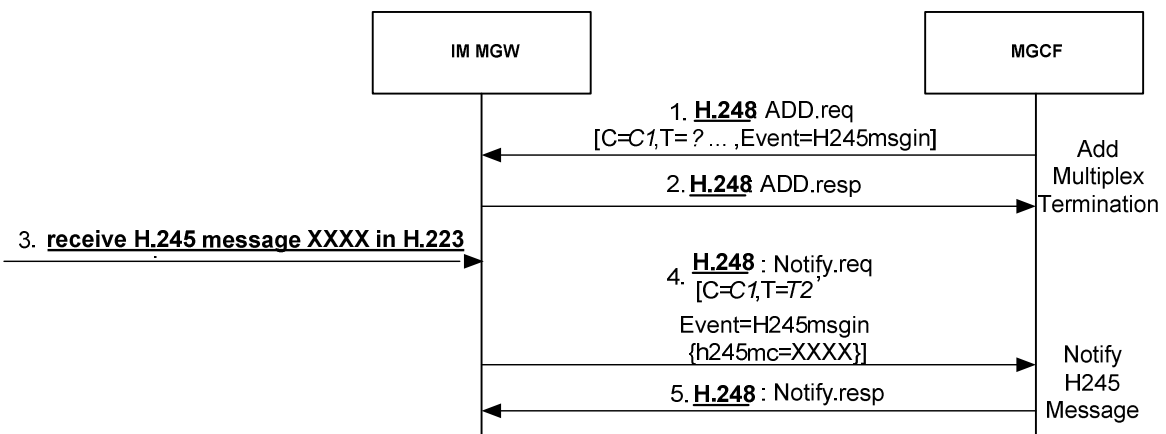 IM MGW
MGCF
1. H.248: ADD.req
[C=C1,T= ? ... ,Event=H245msgin]
Add
Multiplex
Termination
2. H.248: ADD.resp
3. receive H.245 message XXXX in H.223
4. H.248 : Notify.req
[C=C1,T=T2
Event=H245msgin
{h245mc=XXXX}]
Notify
H245
Message
5. H.248 : Notify.resp